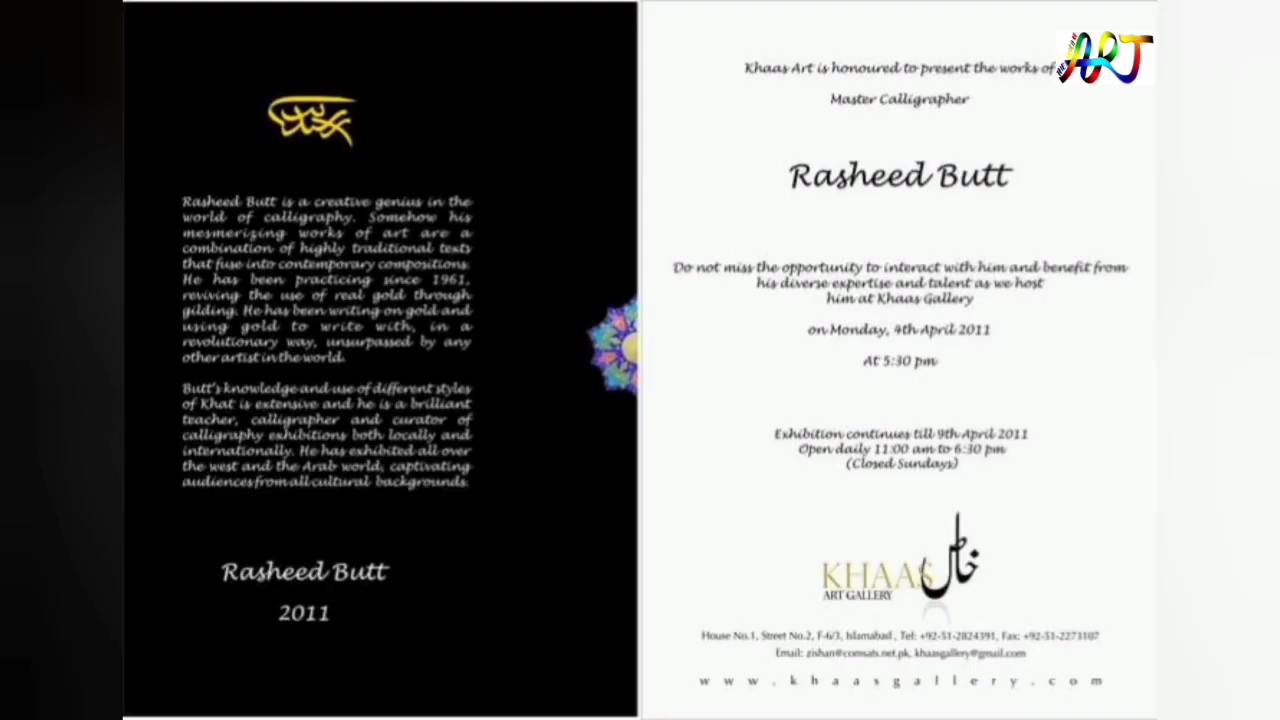 Rasheed Butt is a creative genius in the
world of calligraphy. Somehow his
mesmerizing works of art are a
combination of highly traditional texts
that fuse into contemporary compositions.
He has been practicing since 1961,
reviving the use of real gold through
gilding. He has been writing on gold and
using gold to write with, in a
revolutionary way, unsurpassed by any
other artist in the world.
Butt's knowledge and use of different styles
of Khat is extensive and he is a brilliant
teacher, calligrapher and curator of
calligraphy exhibitions both locally and
internationally. He has exhibited all over
the west and the Arab world, captivating
audiences from all cultural backgrounds.
Rasheed Butt
2011
Khaas Art is honoured to present the works of
ART
Master Calligrapher
Rasheed Butt
Do not miss the opportunity to interact with him and benefit from
his diverse expertise and talent as we host
him at Khaas Gallery
on Monday, 4th April 2011
At 5:30 pm
Exhibition continues till 9th April 2011
Open daily 11:00 am to 6:30 pm
(Closed Sundays)
KHAAS خاص
ART GALLERY
House No.1, Street No.2, F-6/3, Islamabad, Tel: +92-51-2824391, Fax: +92-51-2273107
Email: zishan@comsats.net.pk, khaasgallery@gmail.com
www.khaasgallery.com